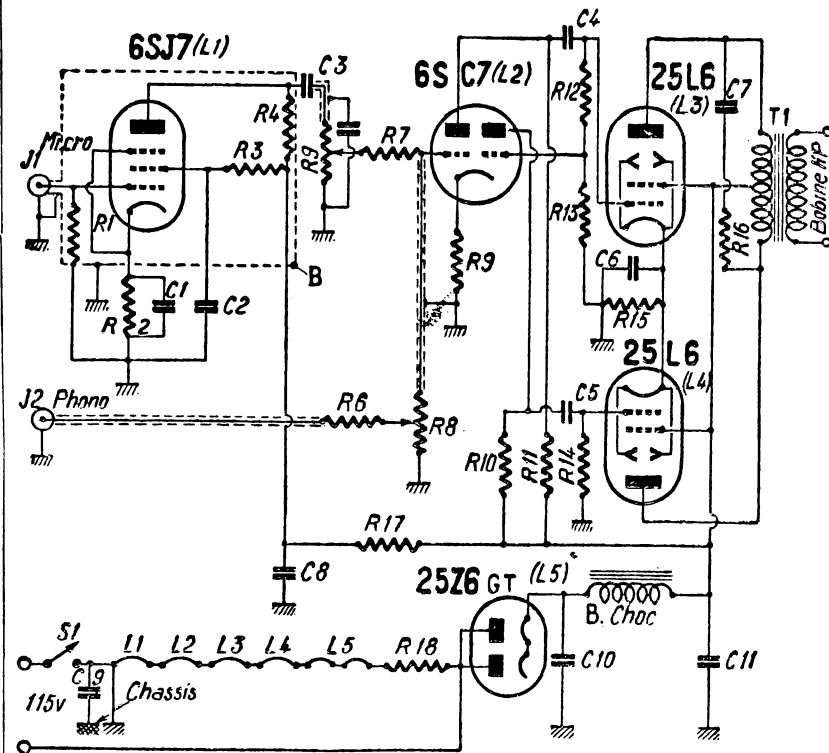 6SJ7 (L1)
C3
C4
6S C7 (L2)
25L6
(L3)
C7
T1
R12
R4
Micro
J1
R3
R9
R7
R1
R13
R16
Bobine HP
B
C1
C2
R 2
R9
C6
R15
25L6
(L4)
J2 Phono
R6
R8
C5
R10
R11
R14
R17
C8
25Z6 GT (L5)
B. Choc
S1
L1 L2 L3 L4 L5
R18
C10
C11
C 9
115v
Chassis